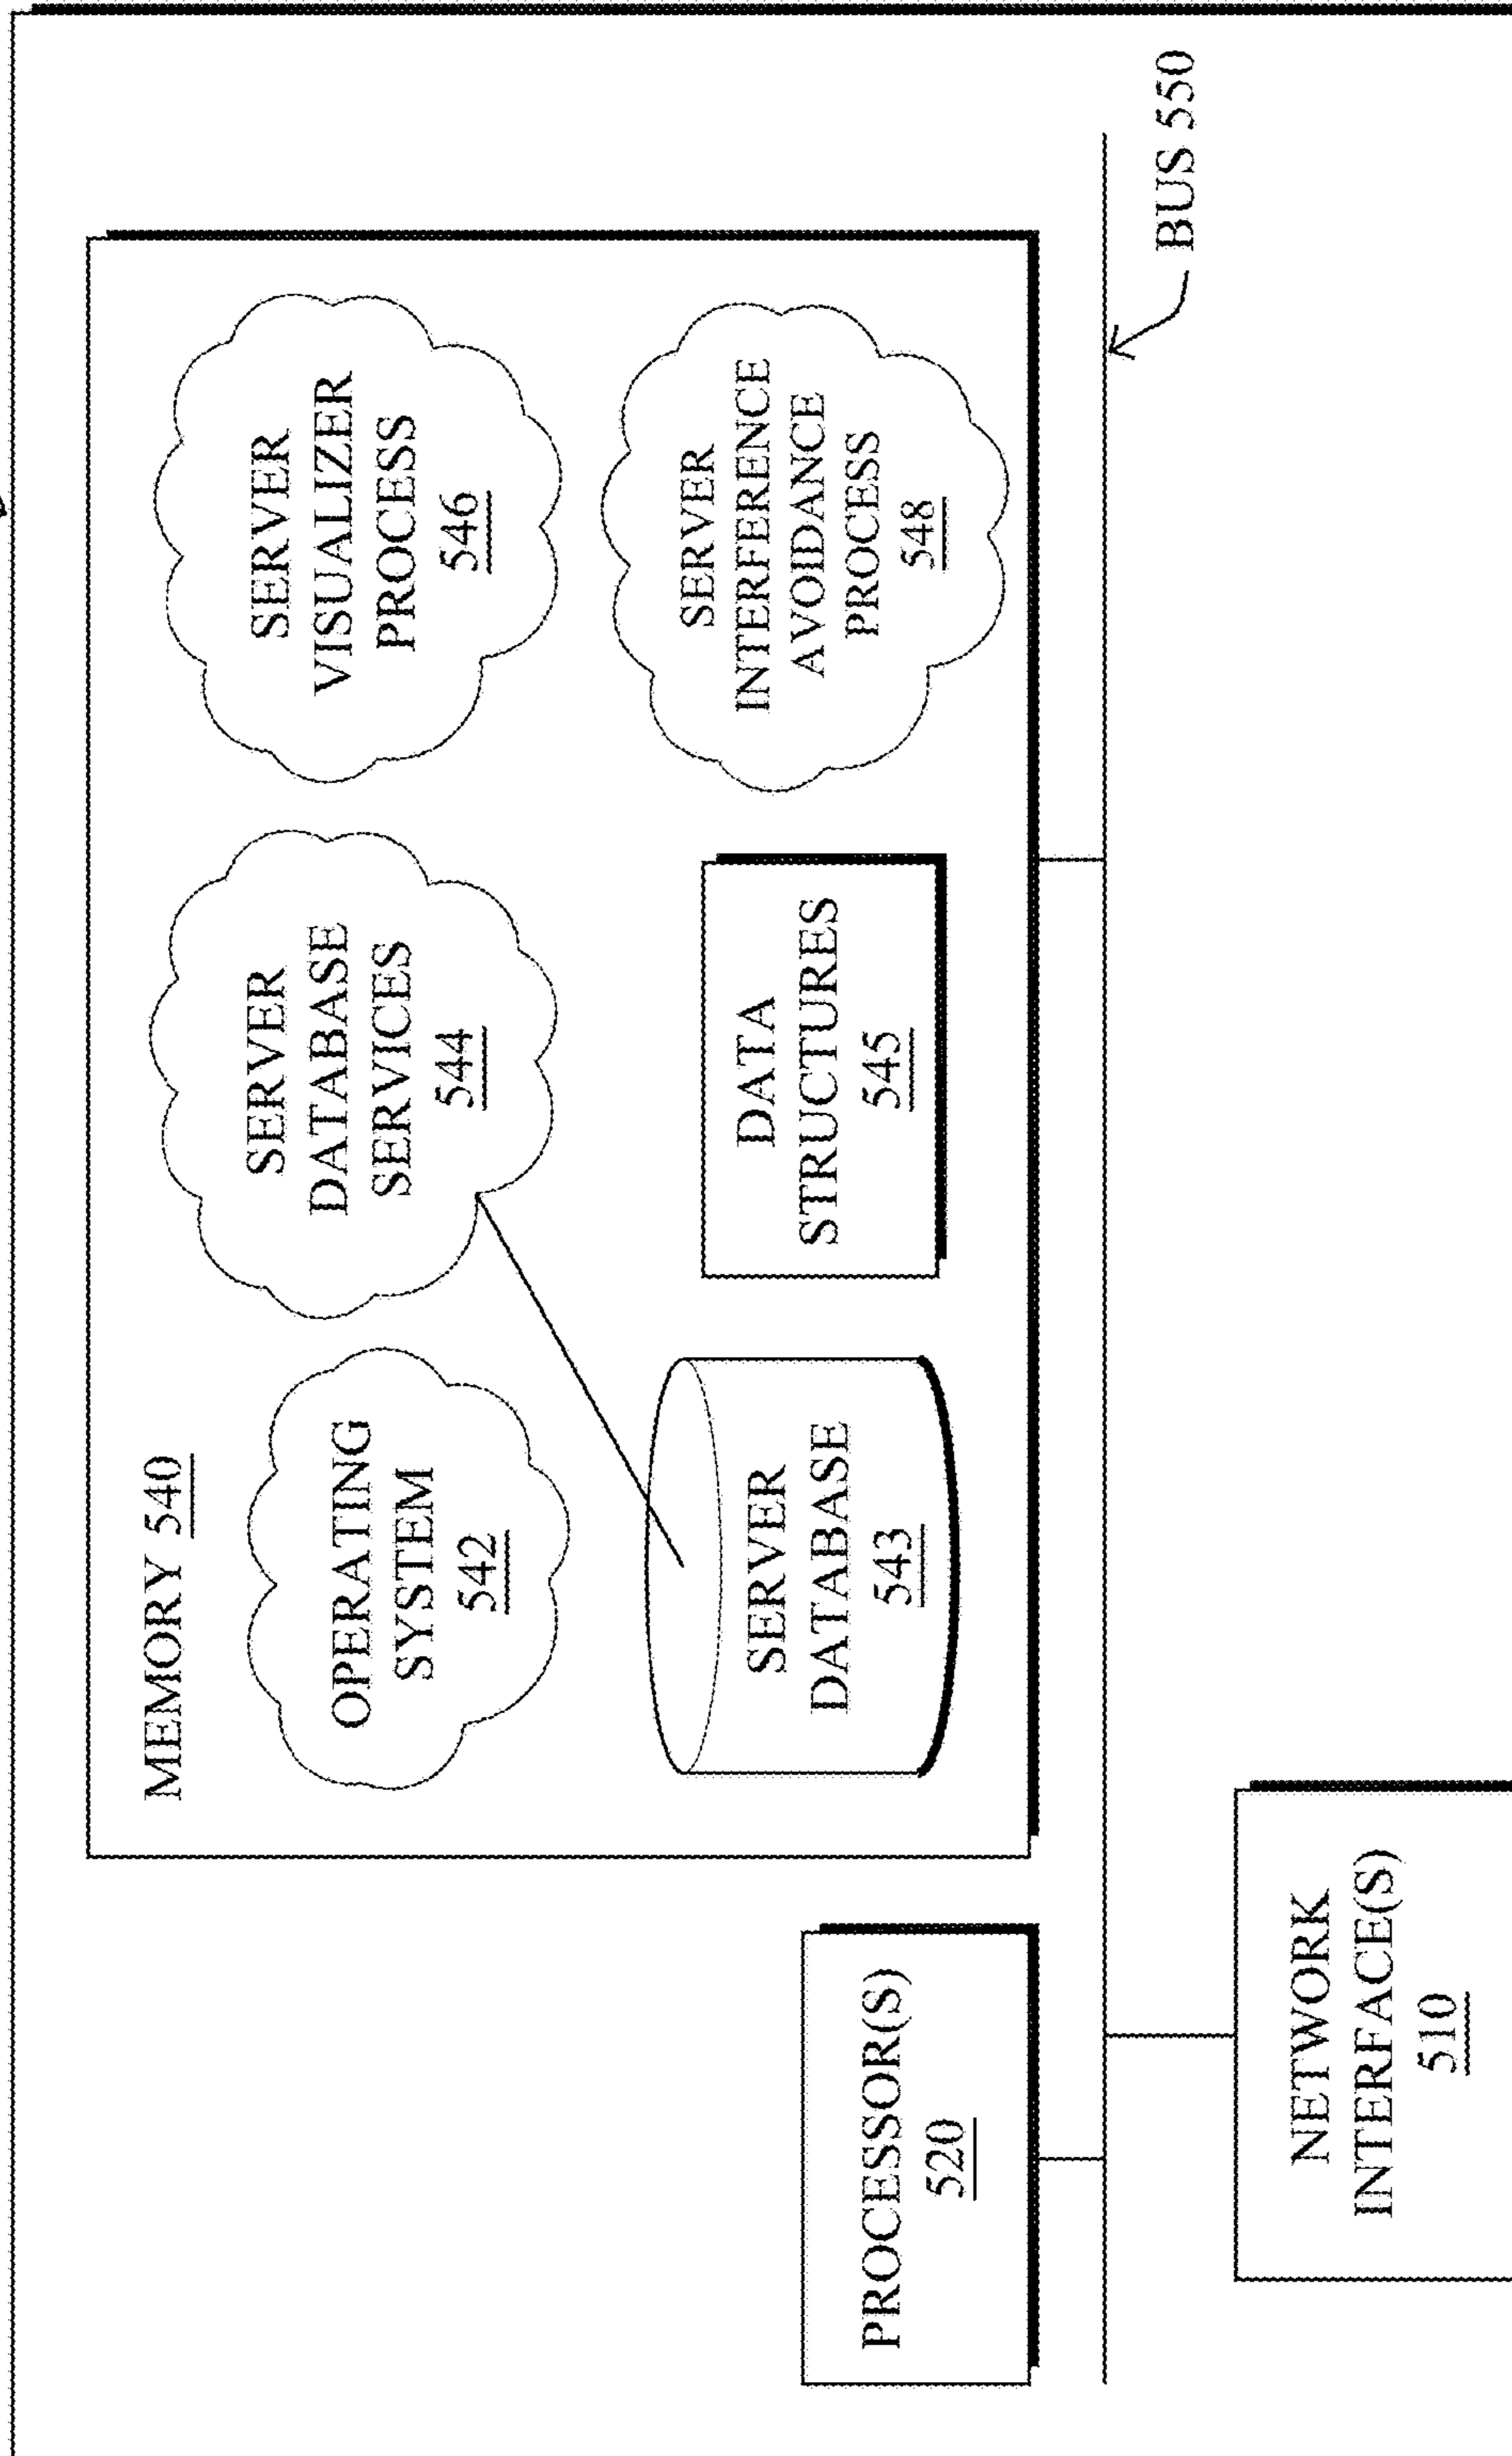 MEMORY 540
OPERATING
SYSTEM
542
SERVER
DATABASE
SERVICES
544
SERVER
VISUALIZER
PROCESS
546
SERVER
DATABASE
543
DATA
STRUCTURES
545
SERVER
INTERFERENCE
AVOIDANCE
PROCESS
548
PROCESSOR(S)
520
BUS 550
NETWORK
INTERFACE(S)
510